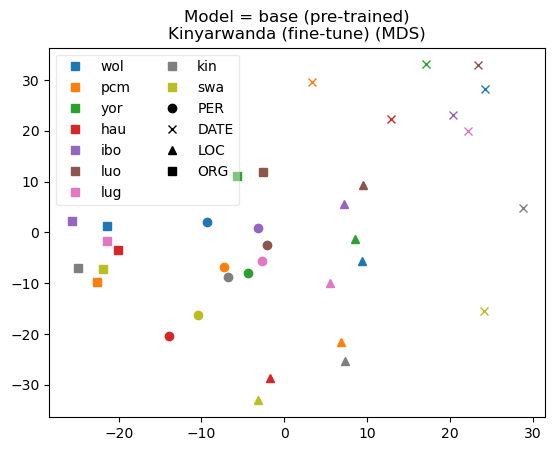 Model = base (pre-trained)
Kinyarwanda (fine-tune) (MDS)
wol kin
pcm swa
yor PER
hau DATE
ibo LOC
luo ORG
lug
30
20
10
0
−10
−20
−30
−20 −10 0 10 20 30